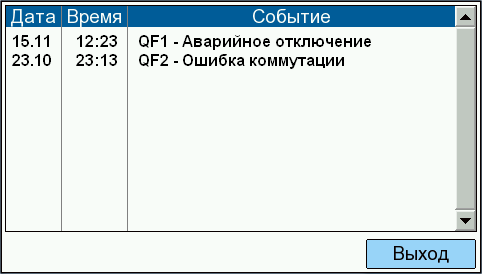 Дата Время Событие
15.11 12:23 QF1 - Аварийное отключение
23.10 23:13 QF2 - Ошибка коммутации
Выход